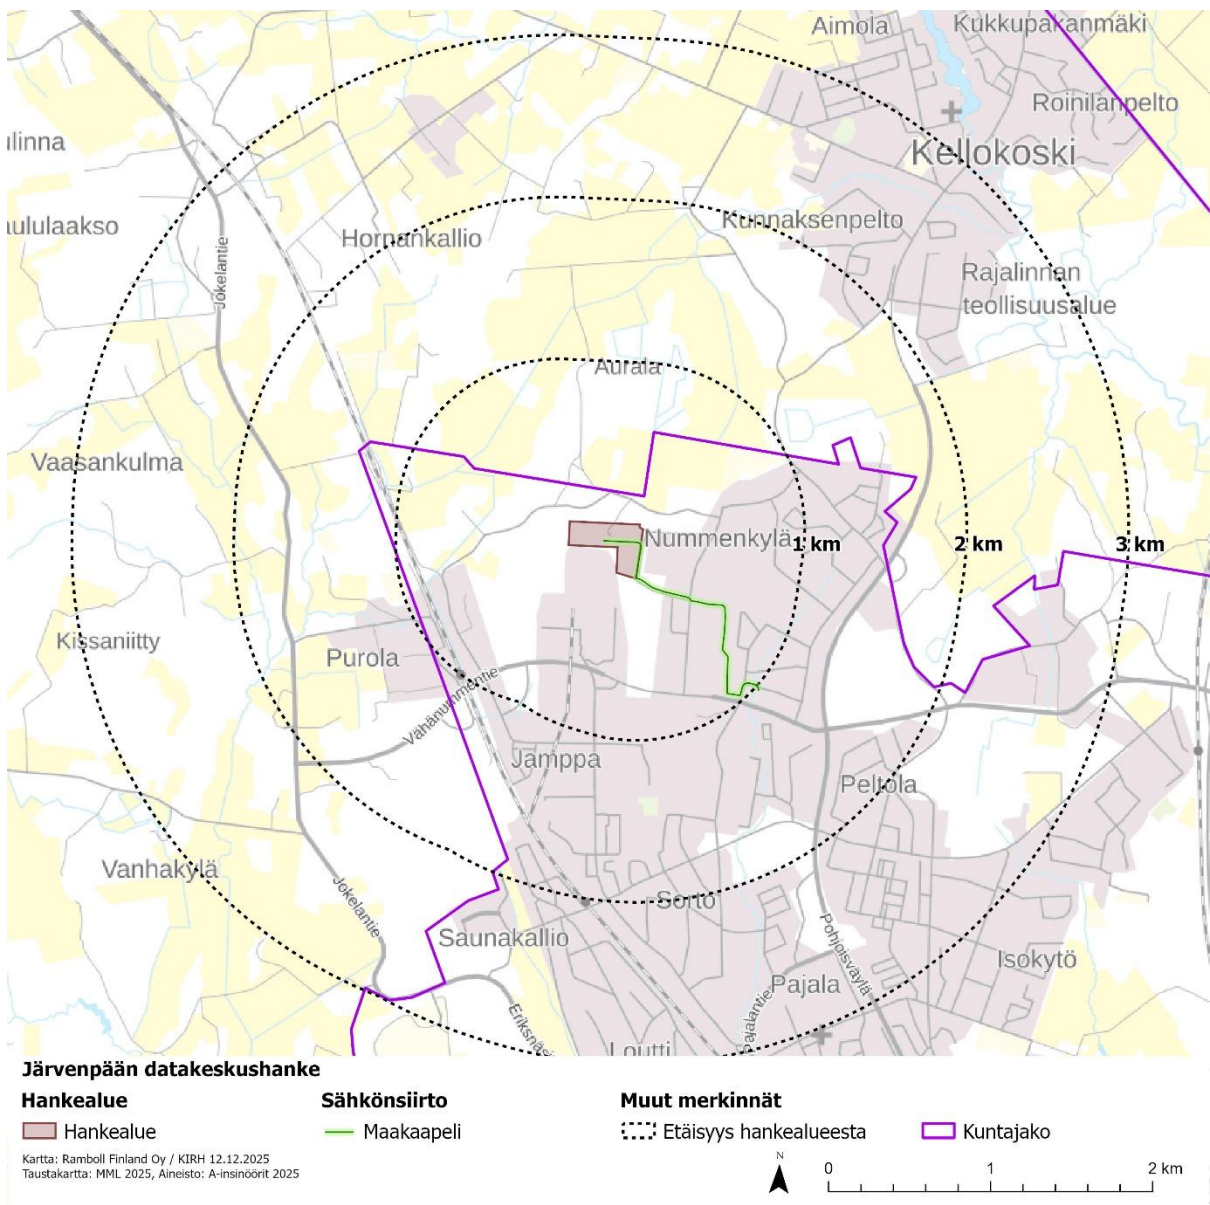 Aimola
Kukkupakanmäki
Roinilanpelto
Kellokoski
Kunnaksenpelto
Hornankallio
Jokelantie
Rajalinnan
teollisuusalue
Aurala
Vaasankulma
Nummenkylä
1 km
2 km
3 km
Kissaniitty
Purola
Vähänummentie
Jamppa
Peltola
Vanhakylä
Jokelantie
Sorto
Saunakallio
Pohjoisväylä
Isokytö
Pajala
Pajalantie
Loutti
Järvenpään datakeskushanke
Hankealue
Sähkönsiirto
Muut merkinnät
Hankealue
Maakaapeli
Etäisyys hankealueesta
Kuntajako
Kartta: Ramboll Finland Oy / KIRH 12.12.2025
Taustakartta: MML 2025, Aineisto: A-insinöörit 2025
N
0
1
2 km